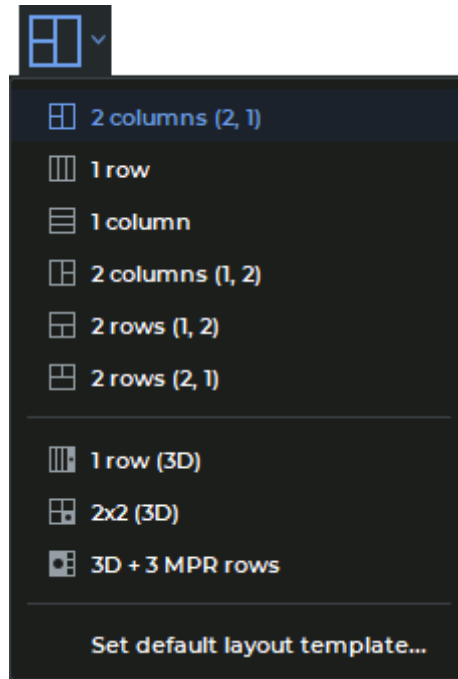 2 columns (2, 1)
1 row
1 column
2 columns (1, 2)
2 rows (1, 2)
2 rows (2, 1)
1 row (3D)
2x2 (3D)
3D + 3 MPR rows
Set default layout template...